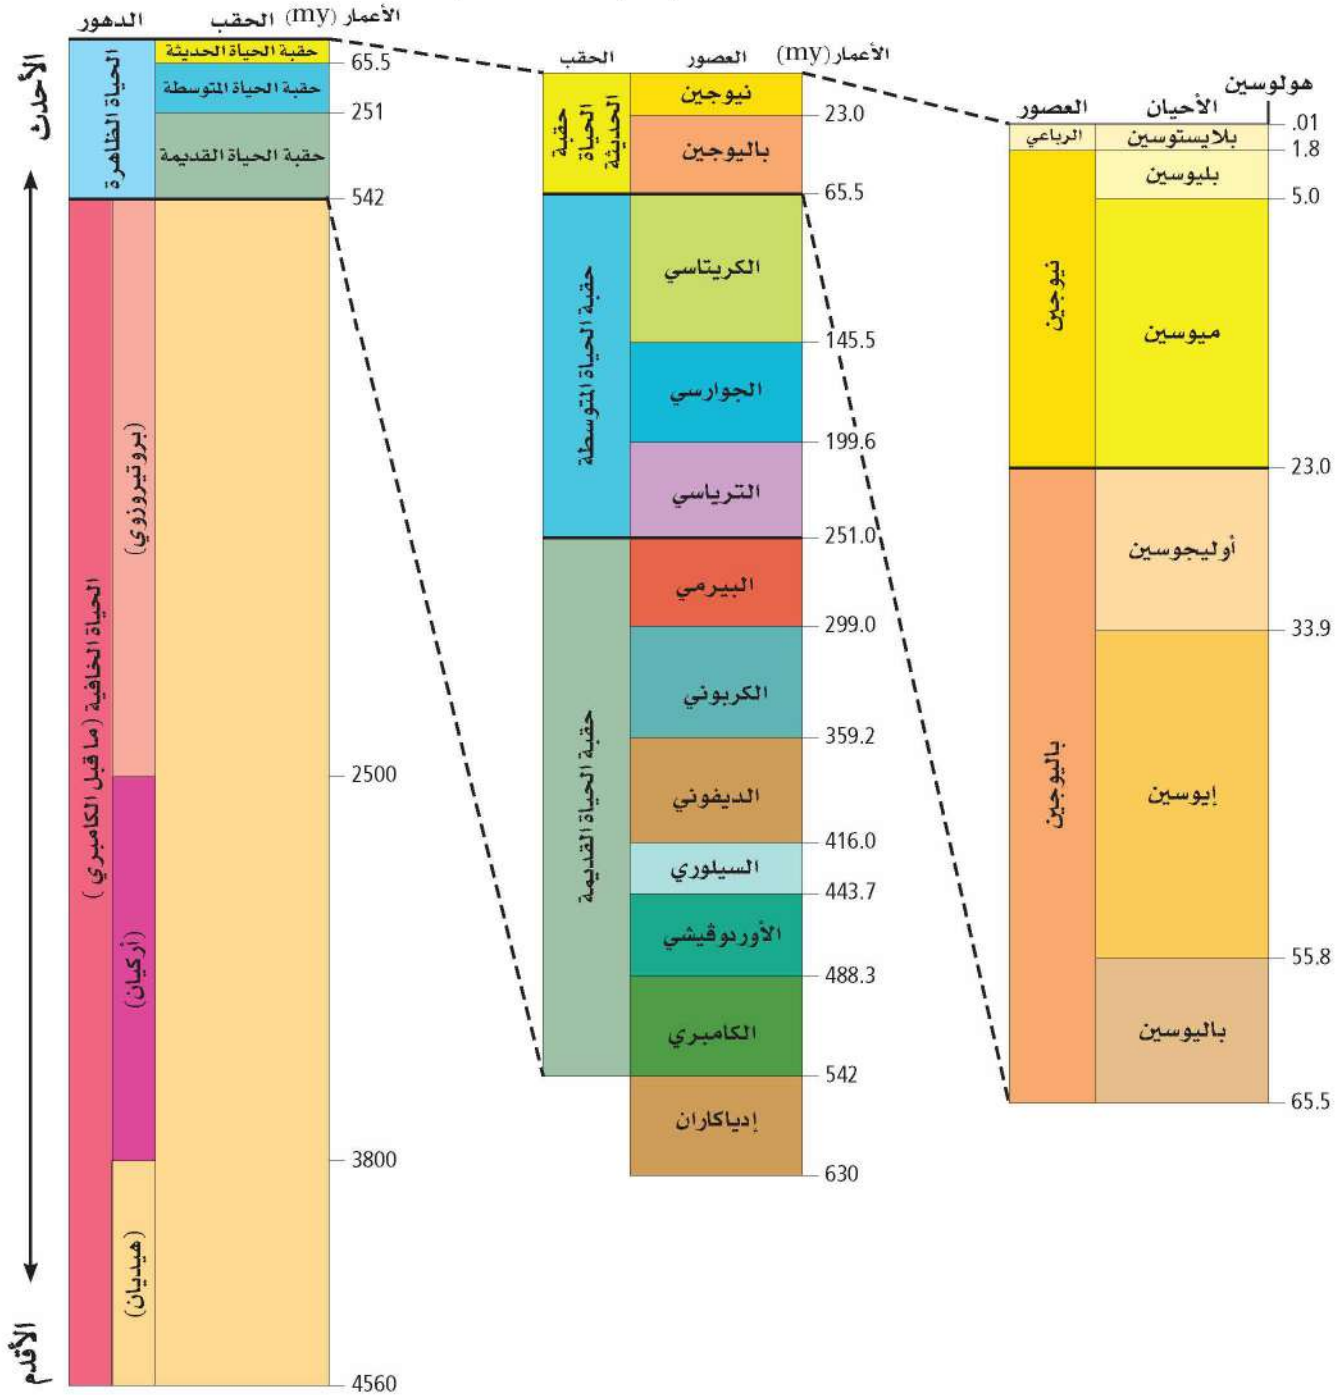 الدهور
الحقب
الأعمار (my)
الأحدث
الأقدم
الحياة الظاهرة
حقبة الحياة الحديثة
65.5
حقبة الحياة المتوسطة
251
حقبة الحياة القديمة
542
الحياة الخافية (ما قبل الكامبري)
(بروتيروزوي)
2500
(أركيان)
3800
(هيديان)
4560
الحقب
العصور
الأعمار (my)
حقبة
الحياة
الحديثة
نيوجين
23.0
باليوجين
65.5
حقبة الحياة المتوسطة
الكريتاسي
145.5
الجوارسي
199.6
الترياسي
251.0
حقبة الحياة القديمة
البيرمي
299.0
الكربوني
359.2
الديفوني
416.0
السيلوري
443.7
الأوردوڤيشي
488.3
الكامبري
542
إدياكاران
630
هولوسين
العصور
الأحيان
.01
الرباعي
بلايستوسين
1.8
نيوجين
بليوسين
5.0
ميوسين
23.0
باليوجين
أوليجوسين
33.9
إيوسين
55.8
باليوسين
65.5